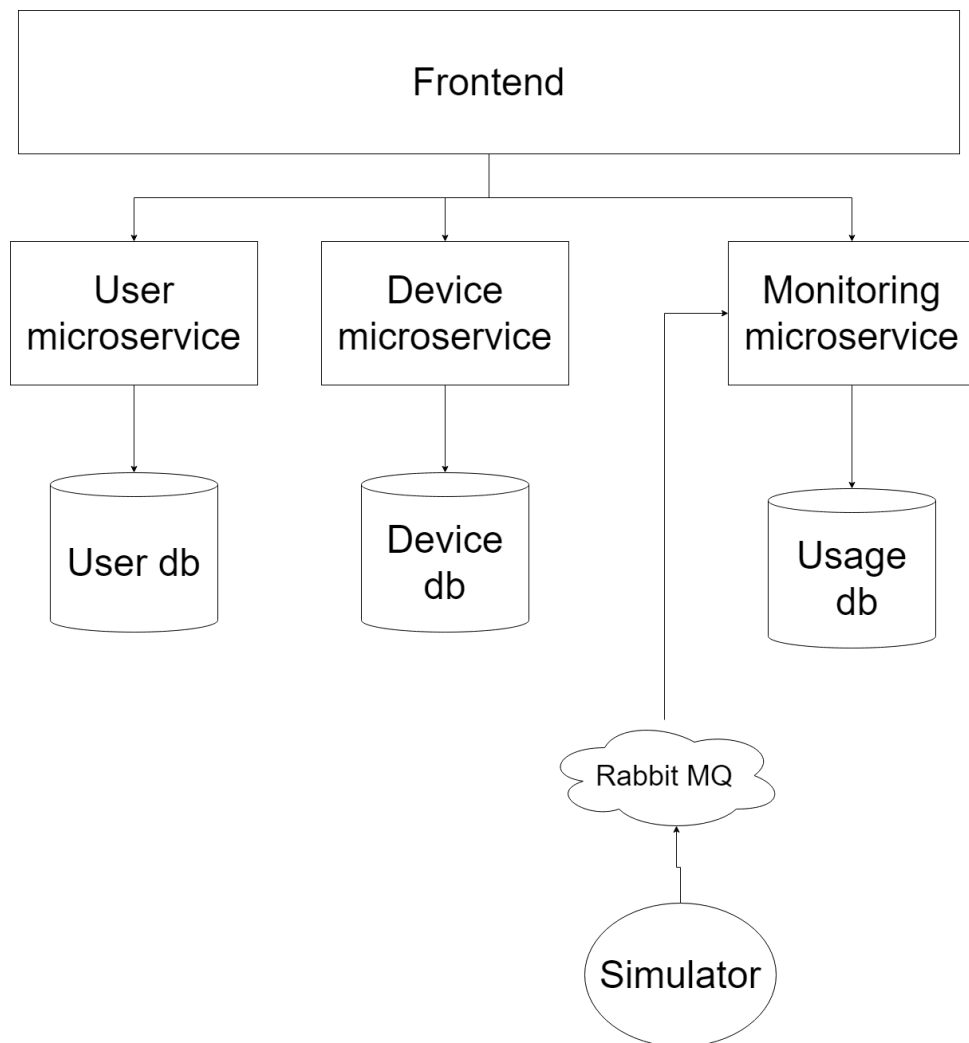 Frontend
User
microservice
Device
microservice
Monitoring
microservice
User db
Device
db
Usage
db
Rabbit MQ
Simulator